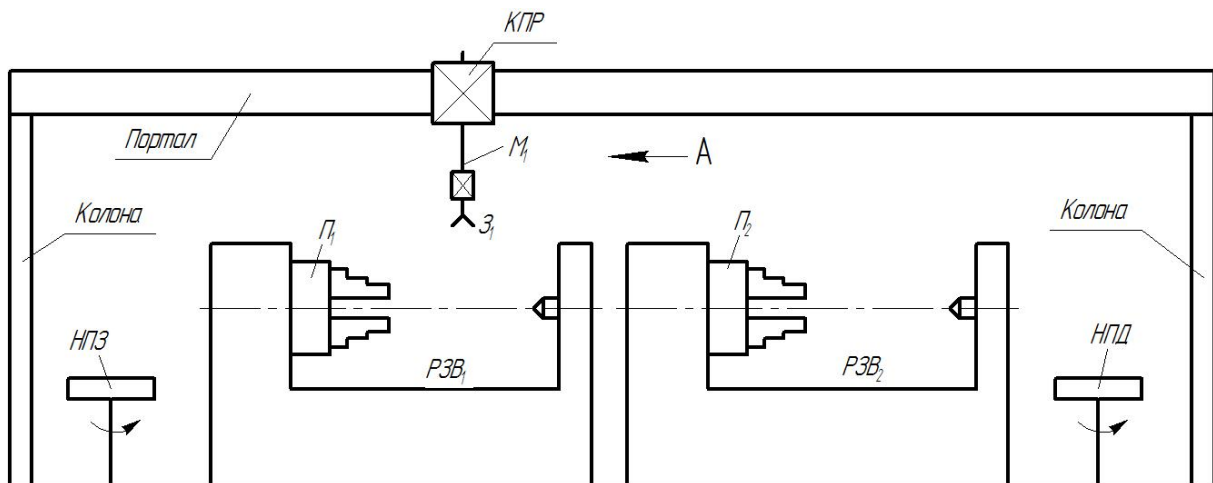 КПР
Портал
М₁
А
З₁
Колона
П₁
П₂
Колона
НПЗ
РЗВ₁
РЗВ₂
НПД